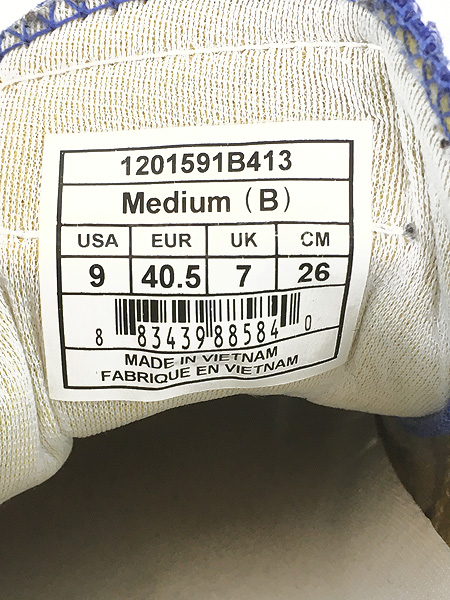 1201591B413
Medium (B)
USA EUR UK CM
9 40.5 7 26
8 83439 88584 0
MADE IN VIETNAM
FABRIQUE EN VIETNAM